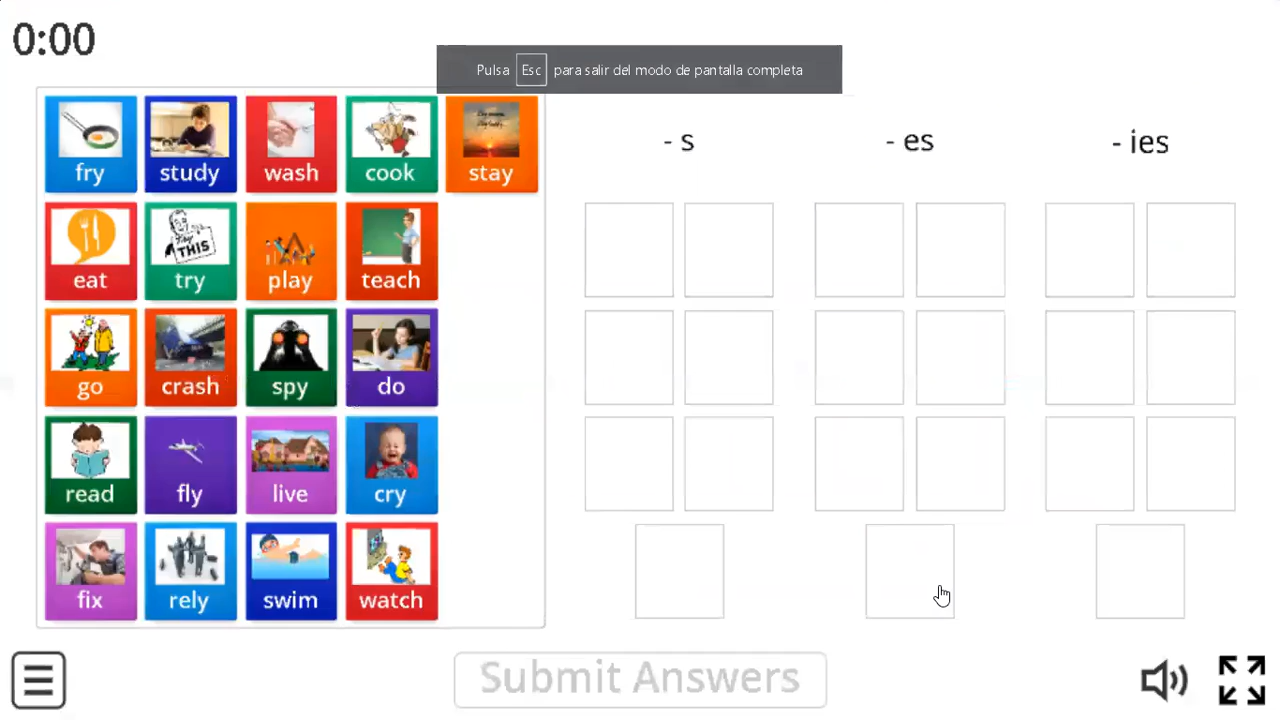 0:00
Pulsa Esc para salir del modo de pantalla completa
fry study wash cook stay
eat try play teach
go crash spy do
read fly live cry
fix rely swim watch
THIS
- s - es - ies
Submit Answers